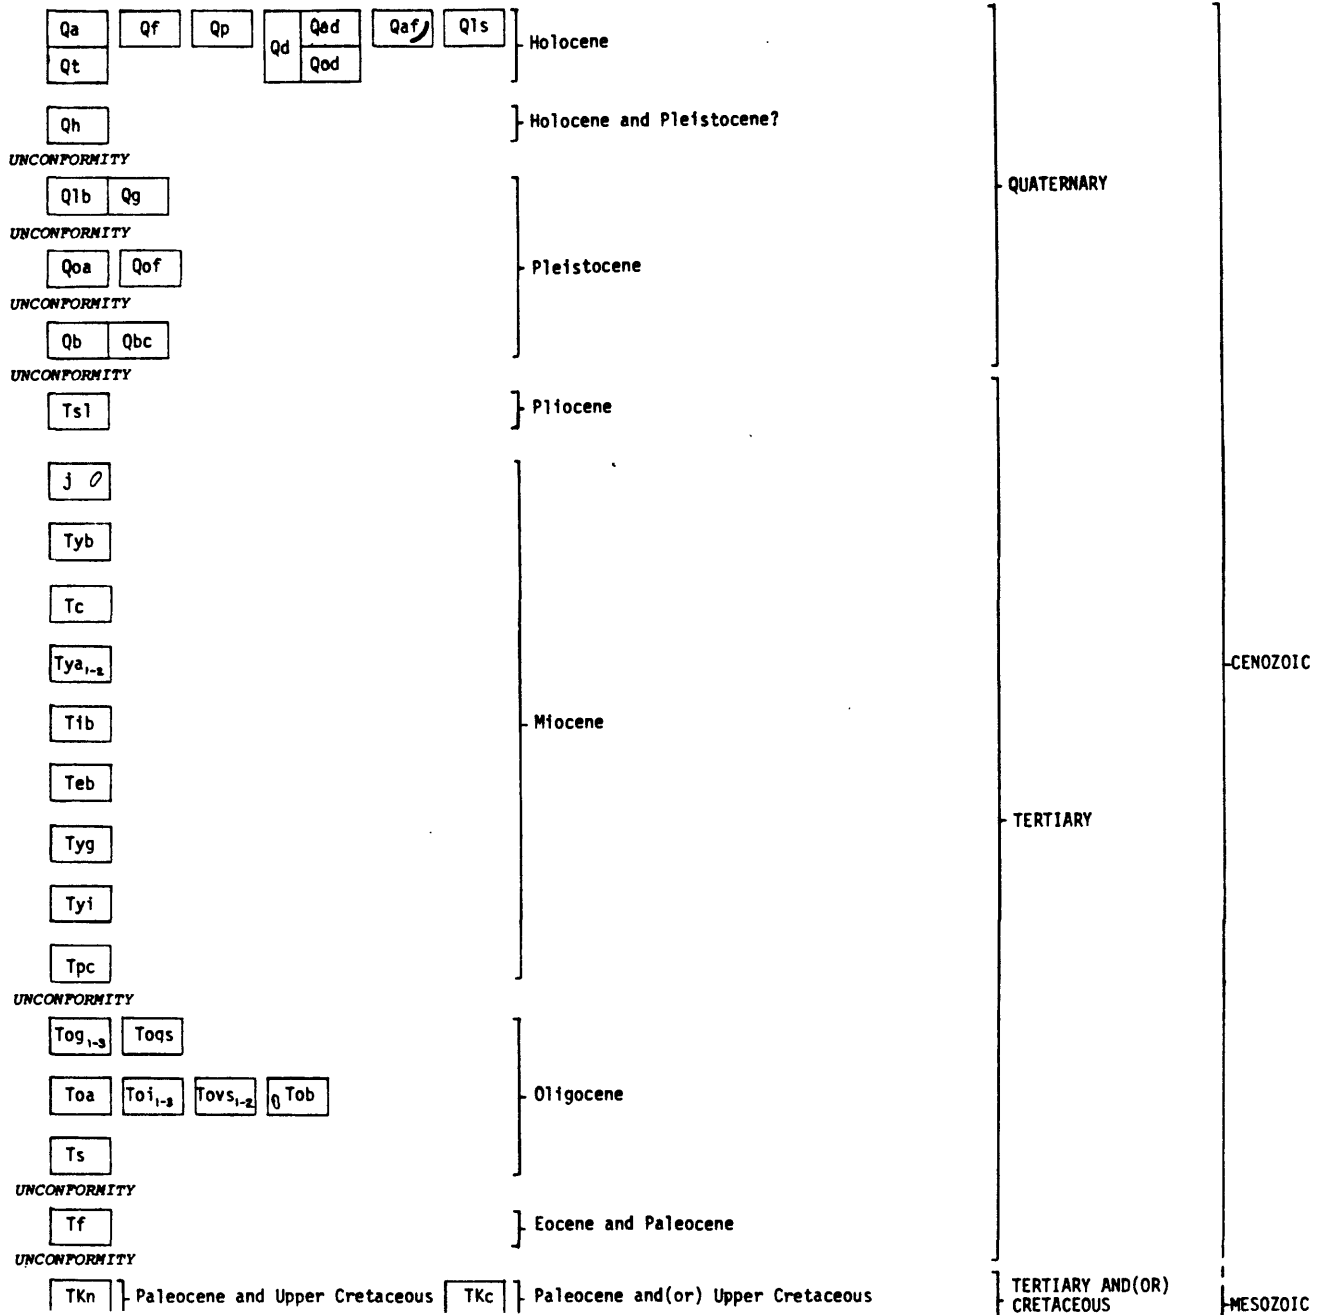 Qa Qf Qp Qd Qad Qaf Qls Holocene
Qt Qod
Qh Holocene and Pleistocene?
UNCONFORMITY
Qlb Qg QUATERNARY
UNCONFORMITY
Qoa Qof Pleistocene
UNCONFORMITY
Qb Qbc
UNCONFORMITY
Tsl Pliocene
j
Tyb
Tc
Tya1-2 CENOZOIC
Tib Miocene
Teb
Tyg TERTIARY
Tyi
Tpc
UNCONFORMITY
Tog1-3 Togs
Toa Toi1-3 Tovs1-2 Tob Oligocene
Ts
UNCONFORMITY
Tf Eocene and Paleocene
UNCONFORMITY
TKn Paleocene and Upper Cretaceous TKc Paleocene and(or) Upper Cretaceous TERTIARY AND(OR)
CRETACEOUS MESOZOIC